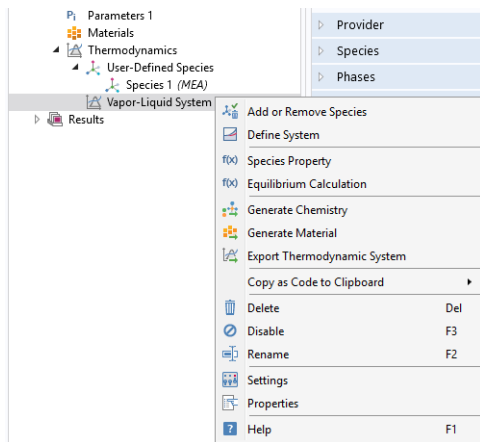 Pi Parameters 1
Materials
Thermodynamics
User-Defined Species
Species 1 (MEA)
Vapor-Liquid System
Results
Provider
Species
Phases
Add or Remove Species
Define System
f(x) Species Property
f(x) Equilibrium Calculation
Generate Chemistry
Generate Material
Export Thermodynamic System
Copy as Code to Clipboard
Delete Del
Disable F3
Rename F2
Settings
Properties
? Help F1